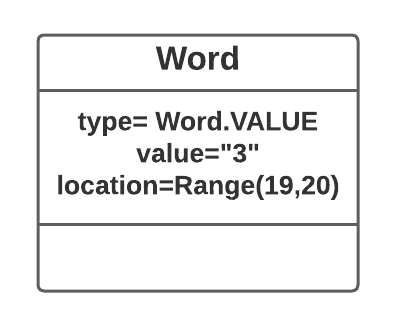 Word
type= Word.VALUE
value="3"
location=Range(19,20)